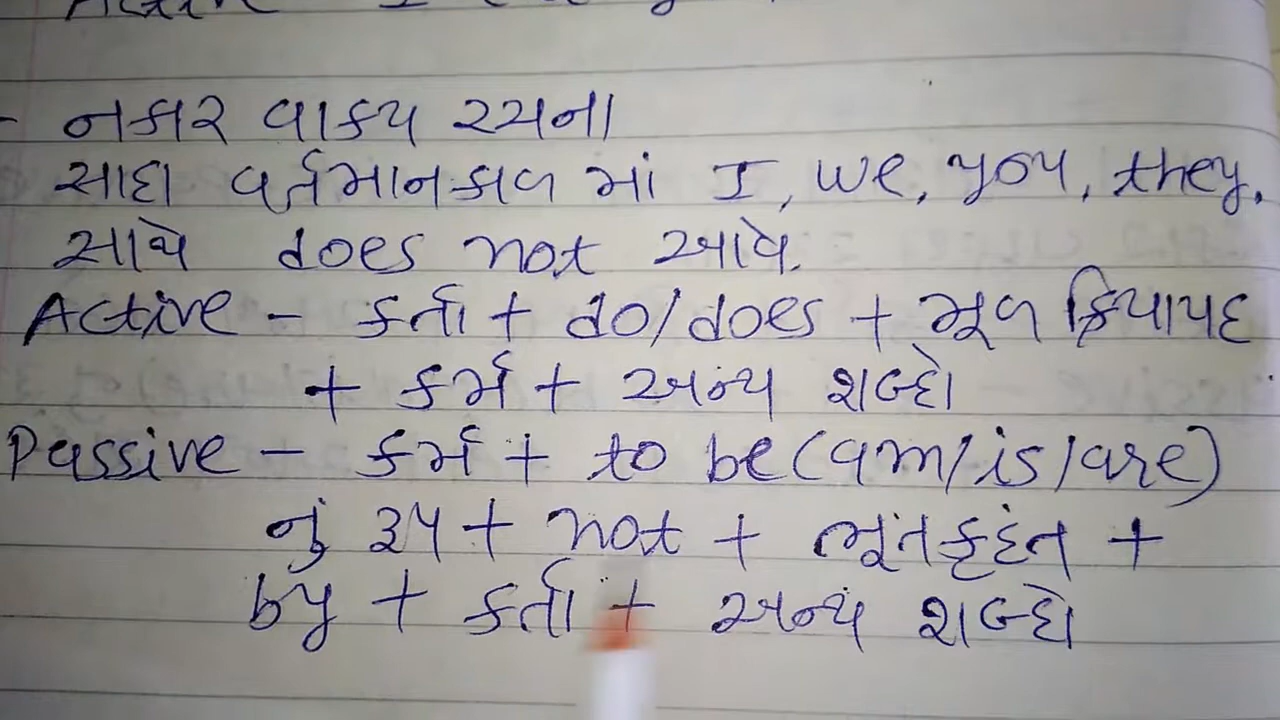 - નકાર વાક્ય રચના
સાદા વર્તમાનકાળ માં I, we, you, they.
સાથે does not આવે.
Active - કર્તા + do/does + મૂળ ક્રિયાપદ
+ કર્મ + અન્ય શબ્દો
Passive - કર્મ + to be (am/is/are)
નું રૂપ + not + ભૂતકૃદંત +
by + કર્તા + અન્ય શબ્દો